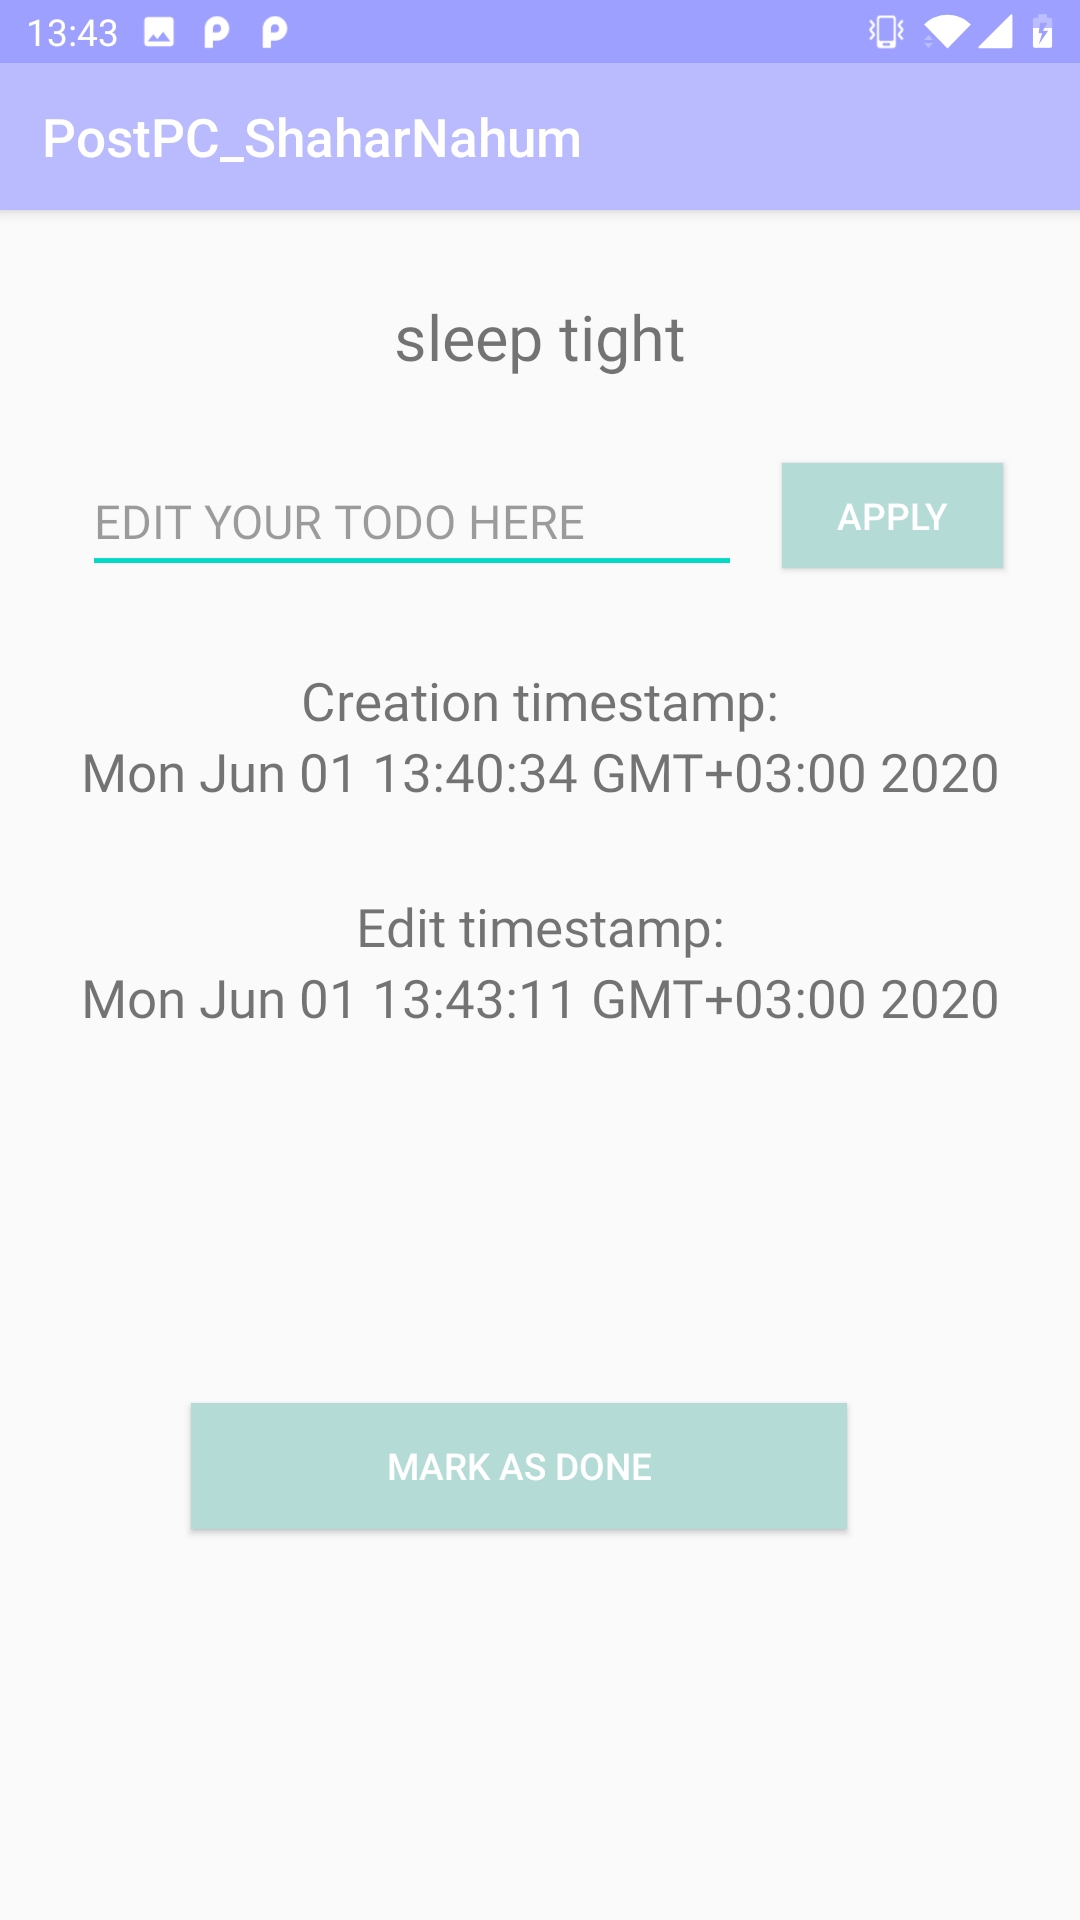 13:43
PostPC_ShaharNahum
sleep tight
EDIT YOUR TODO HERE
APPLY
Creation timestamp:
Mon Jun 01 13:40:34 GMT+03:00 2020
Edit timestamp:
Mon Jun 01 13:43:11 GMT+03:00 2020
MARK AS DONE